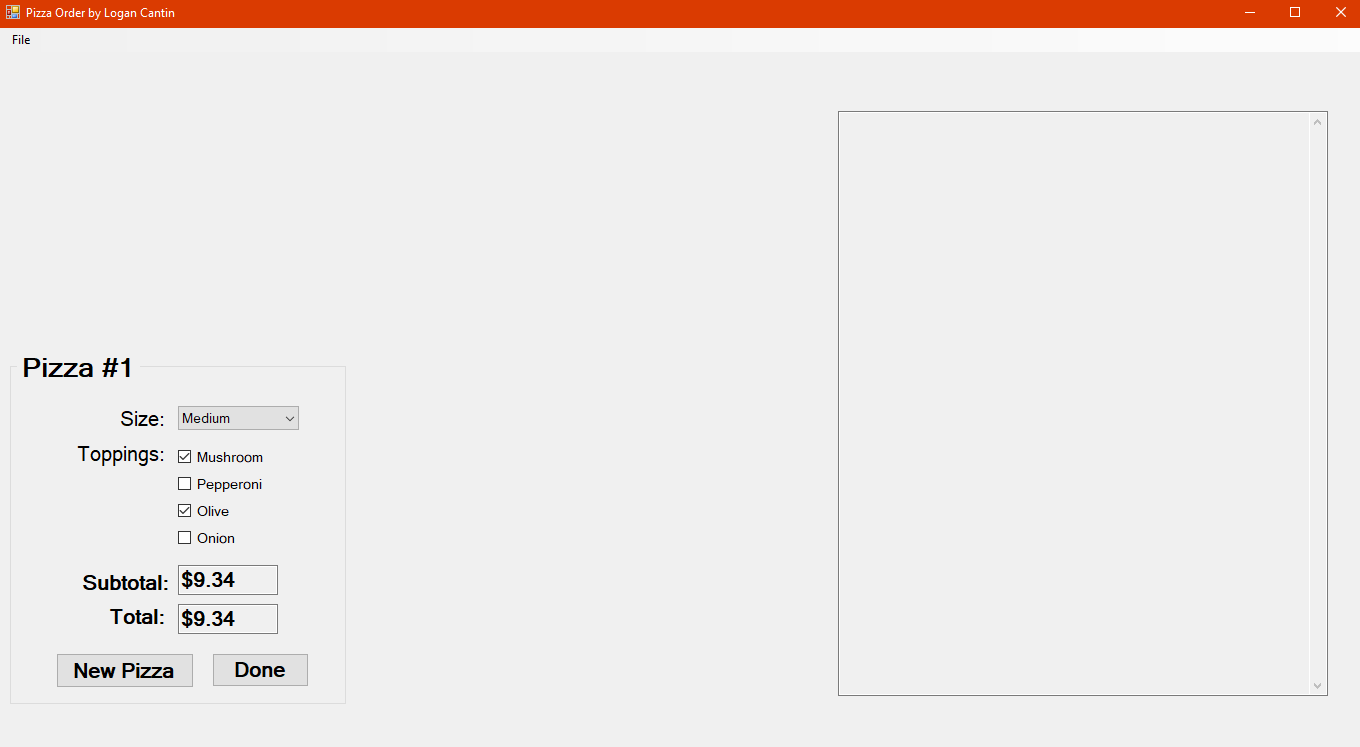 Pizza Order by Logan Cantin
File
Pizza #1
Size: Medium
Toppings: Mushroom
Pepperoni
Olive
Onion
Subtotal: $9.34
Total: $9.34
New Pizza Done